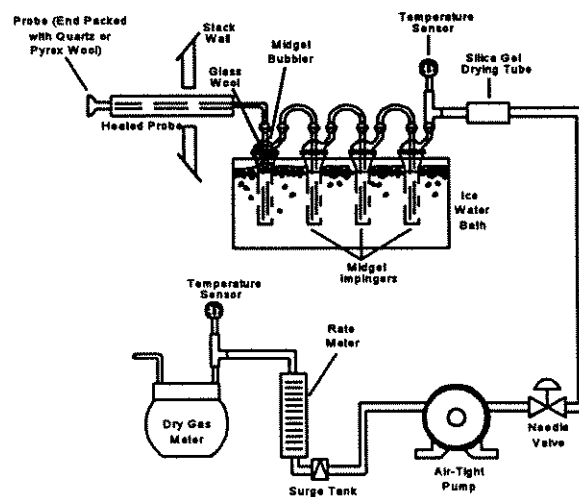 Probe (End Packed
with Quartz or
Pyrex Wool)
Stack
Wall
Midget
Bubbler
Glass
Wool
Heated Probe
Temperature
Sensor
Silica Gel
Drying Tube
Ice
Water
Bath
Midget
Impingers
Temperature
Sensor
Rate
Meter
Dry Gas
Meter
Surge Tank
Air-Tight
Pump
Needle
Valve